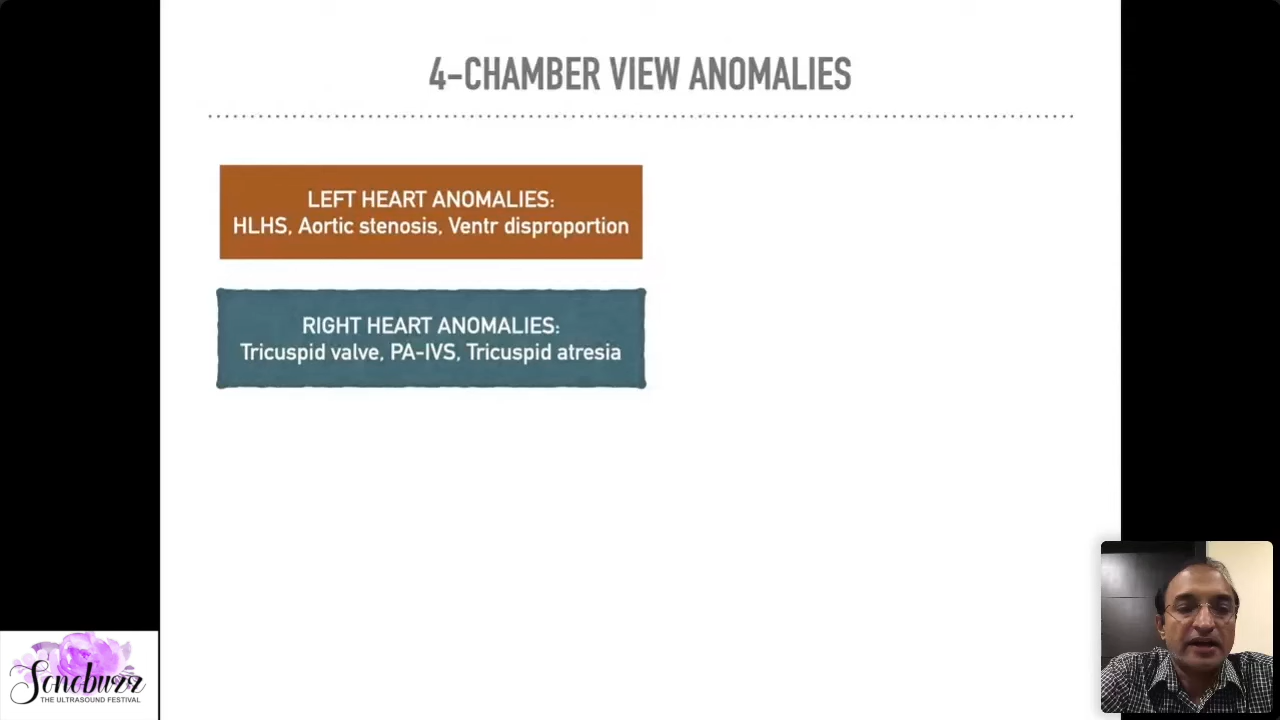 4-CHAMBER VIEW ANOMALIES
LEFT HEART ANOMALIES:
HLHS, Aortic stenosis, Ventr disproportion
RIGHT HEART ANOMALIES:
Tricuspid valve, PA-IVS, Tricuspid atresia
Sonobuzz
THE ULTRASOUND FESTIVAL